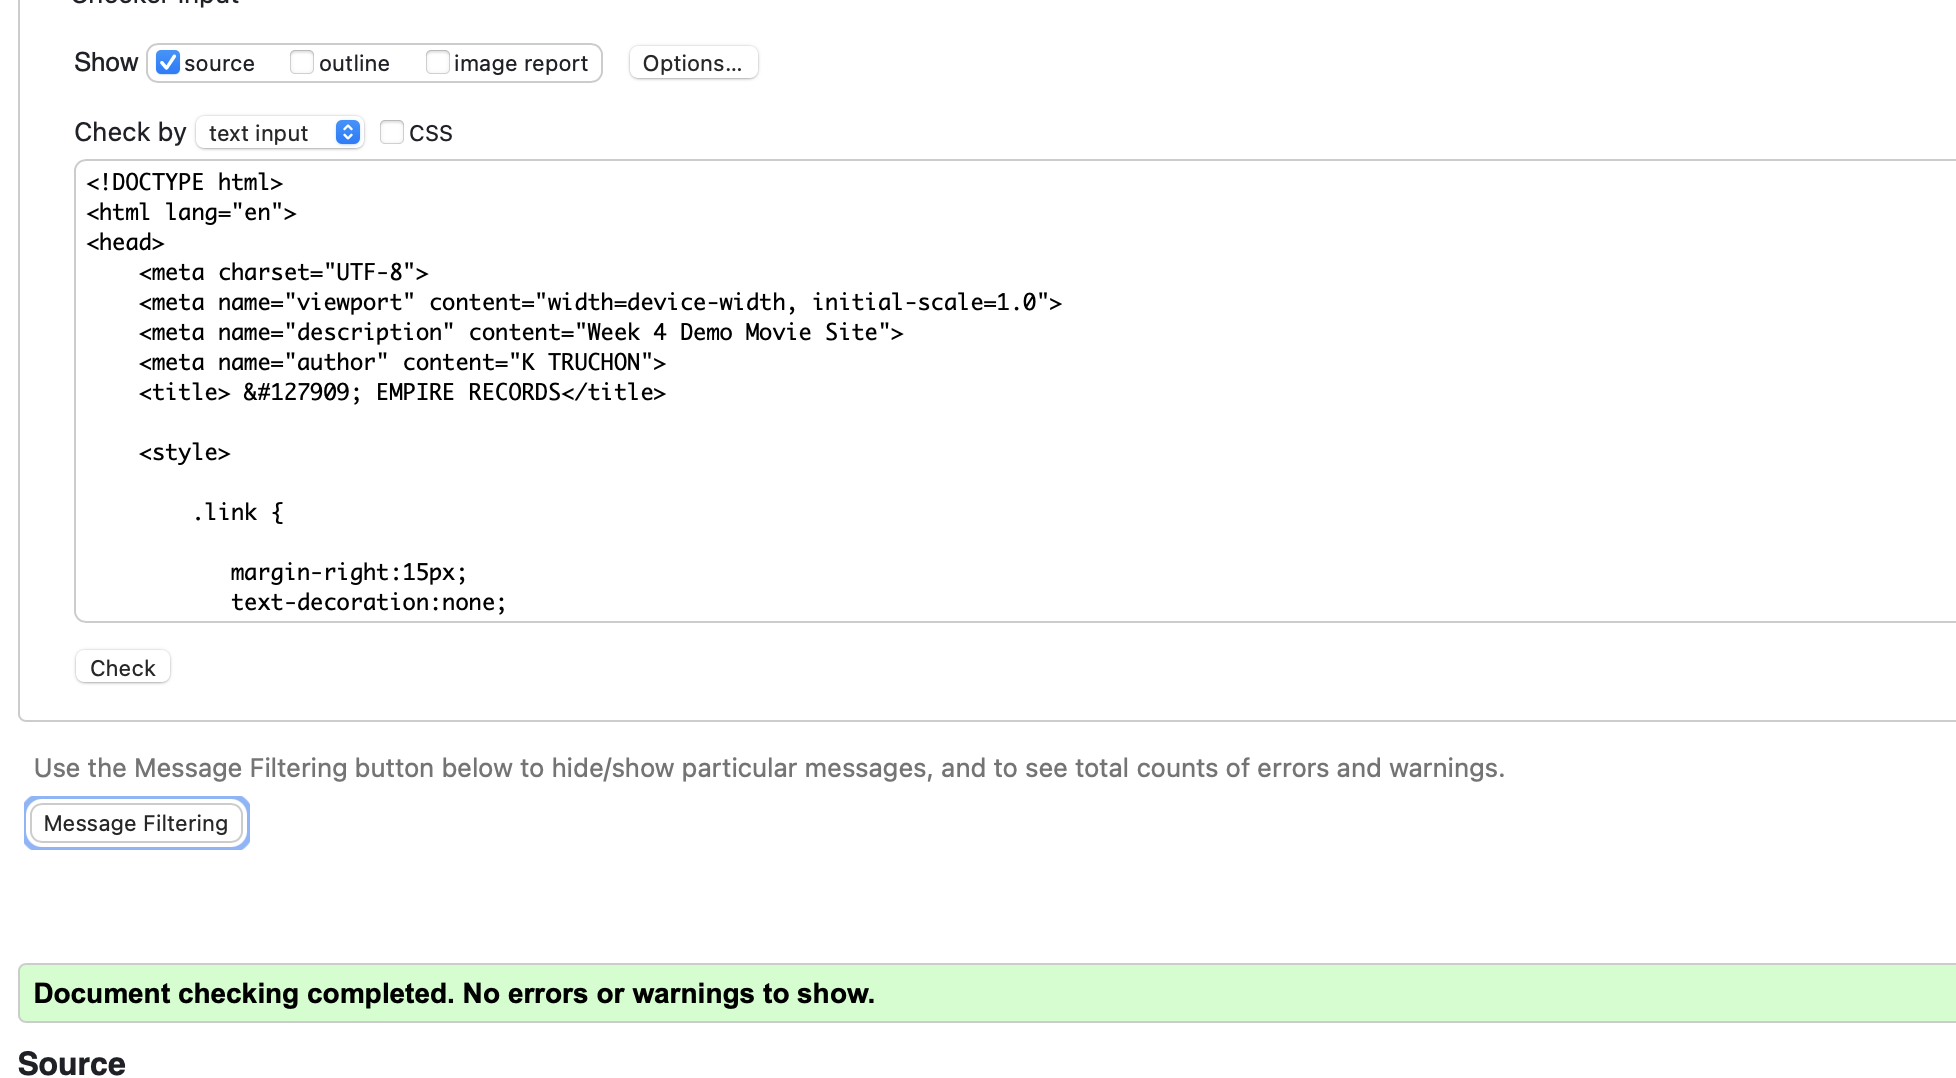 Checker Input
Show source outline image report Options...
Check by text input CSS
<!DOCTYPE html>
<html lang="en">
<head>
    <meta charset="UTF-8">
    <meta name="viewport" content="width=device-width, initial-scale=1.0">
    <meta name="description" content="Week 4 Demo Movie Site">
    <meta name="author" content="K TRUCHON">
    <title> &#127909; EMPIRE RECORDS</title>
    <style>
        .link {
           margin-right:15px;
           text-decoration:none;
Check
Use the Message Filtering button below to hide/show particular messages, and to see total counts of errors and warnings.
Message Filtering
Document checking completed. No errors or warnings to show.
Source